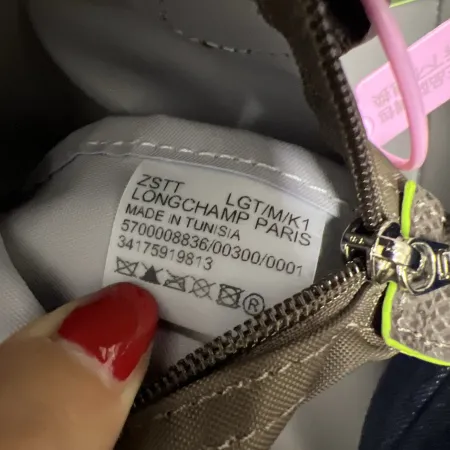 ZSTT LGT/M/K1
LONGCHAMP PARIS
MADE IN TUNISIA
5700008836/00300/0001
34175919813
®